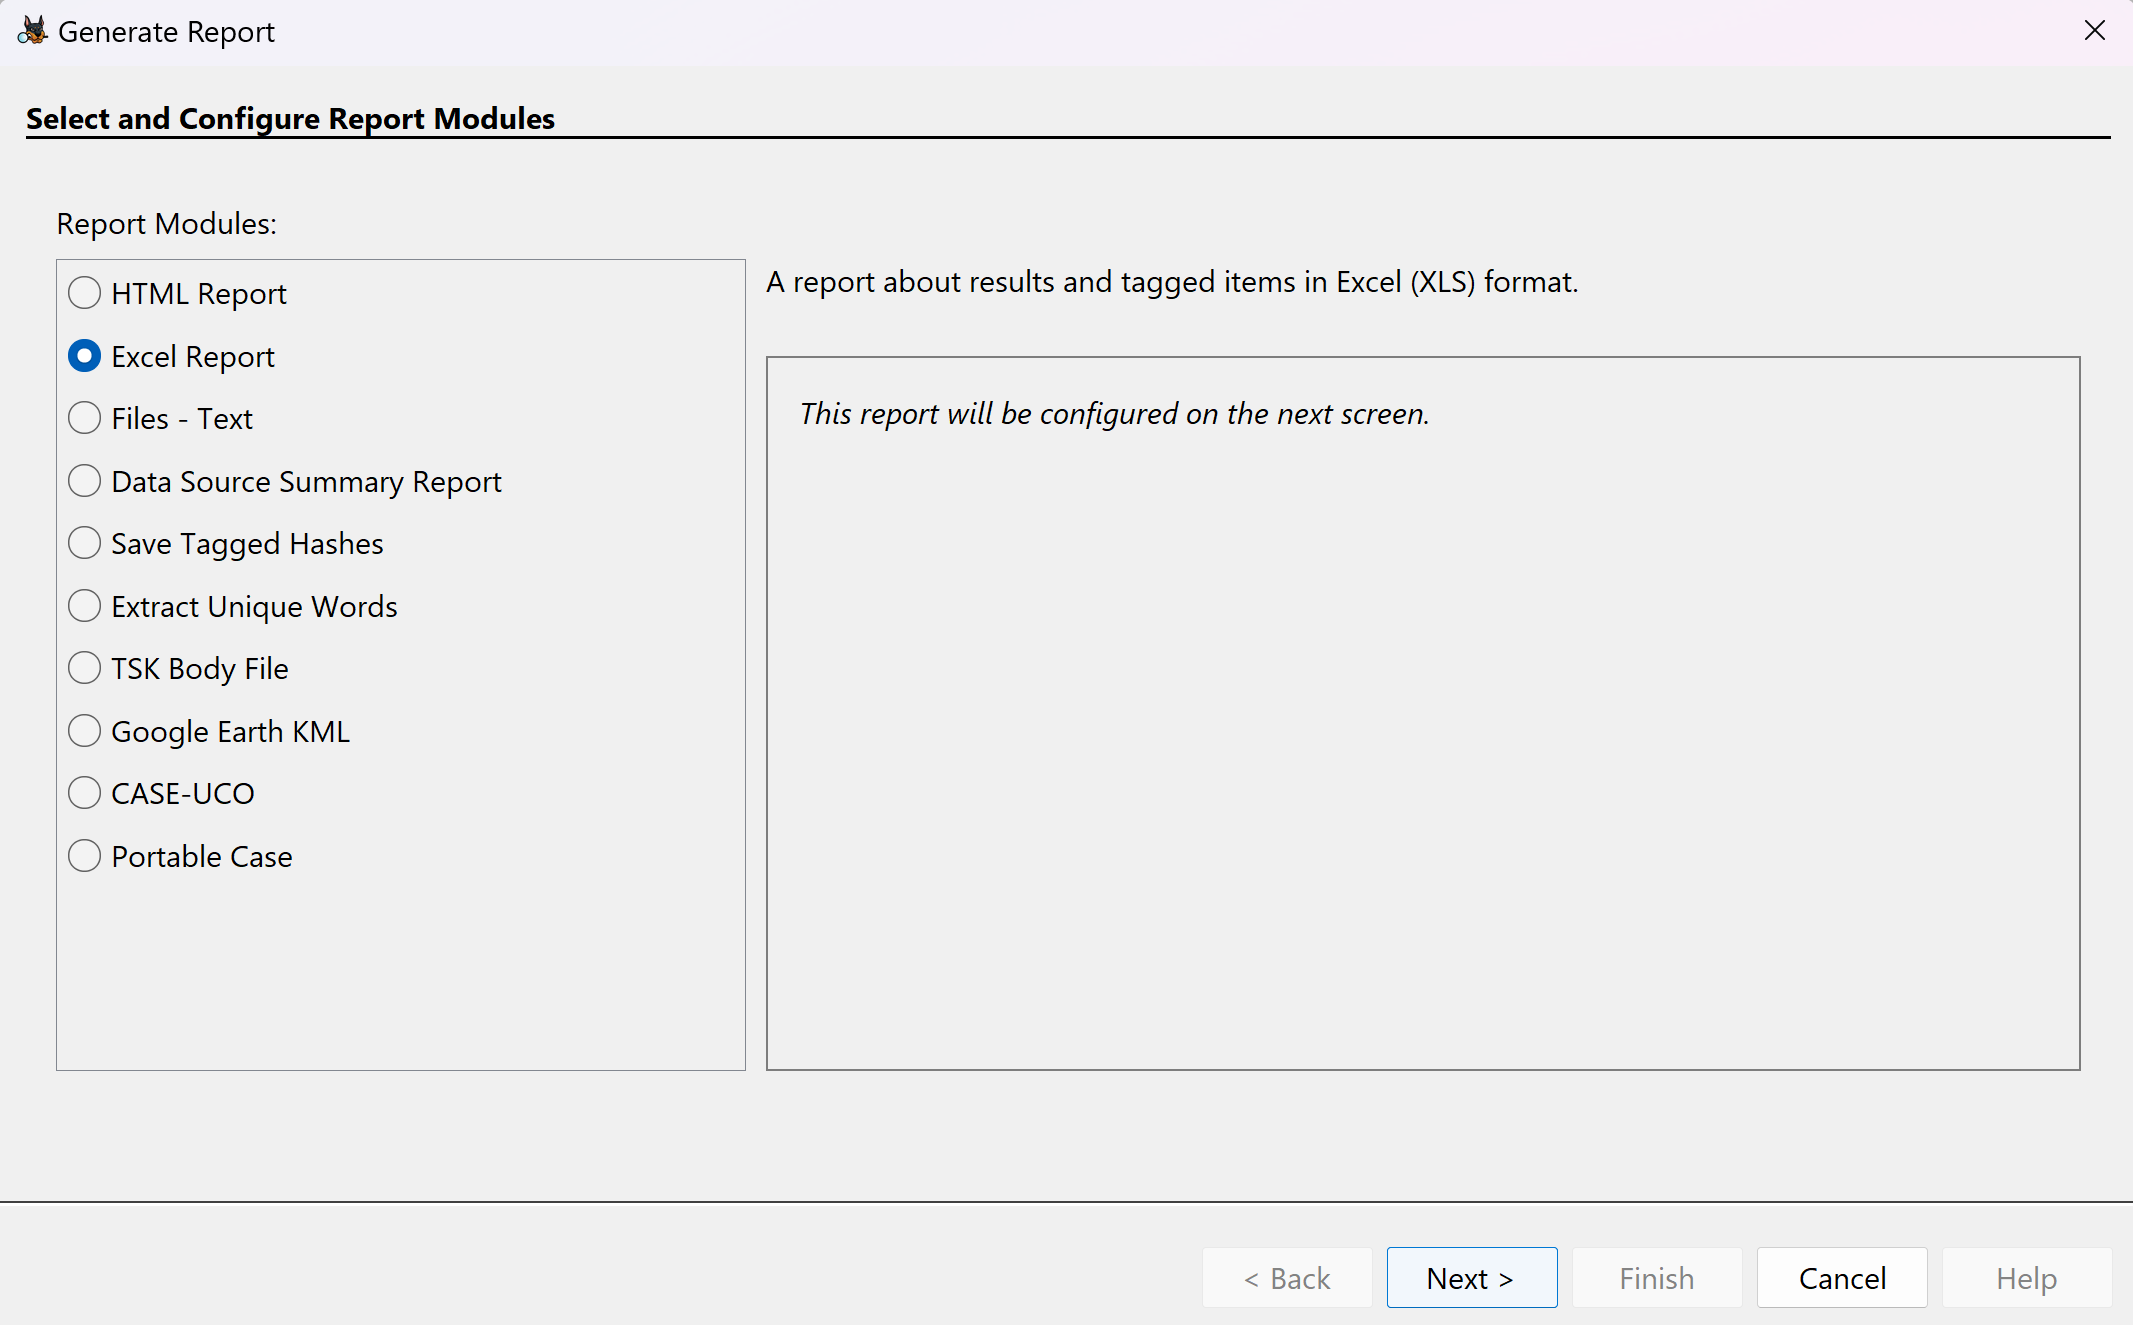 Generate Report
Select and Configure Report Modules
Report Modules:
HTML Report
Excel Report
Files - Text
Data Source Summary Report
Save Tagged Hashes
Extract Unique Words
TSK Body File
Google Earth KML
CASE-UCO
Portable Case
A report about results and tagged items in Excel (XLS) format.
This report will be configured on the next screen.
< Back
Next >
Finish
Cancel
Help